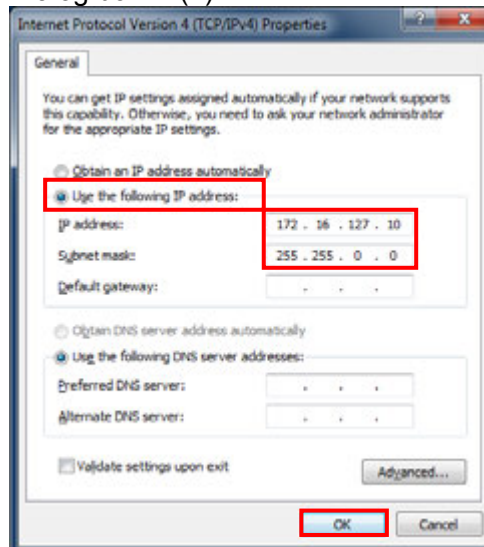 Internet Protocol Version 4 (TCP/IPv4) Properties
General
You can get IP settings assigned automatically if your network supports
this capability. Otherwise, you need to ask your network administrator
for the appropriate IP settings.
Obtain an IP address automatically
Use the following IP address:
IP address: 172 . 16 . 127 . 10
Subnet mask: 255 . 255 . 0 . 0
Default gateway: . . .
Obtain DNS server address automatically
Use the following DNS server addresses:
Preferred DNS server: . . .
Alternate DNS server: . . .
Validate settings upon exit
Advanced...
OK Cancel